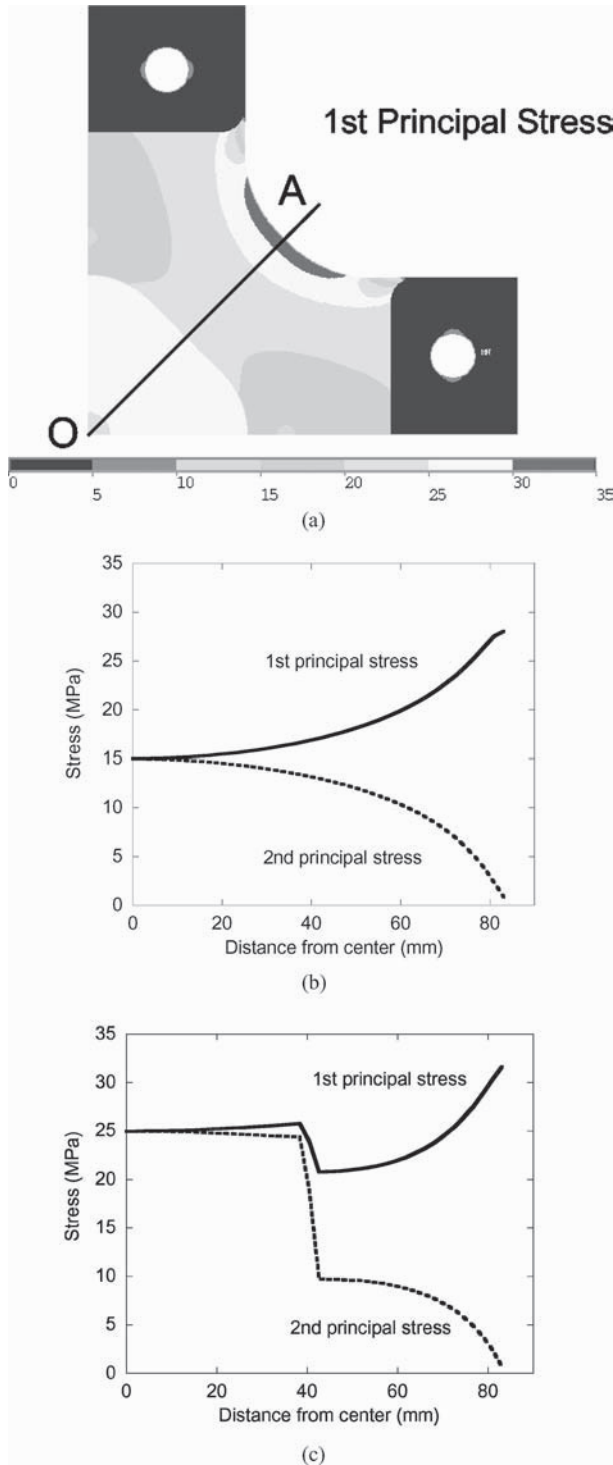 1st Principal Stress
A
O
0 5 10 15 20 25 30 35
(a)
35
30
25
20
15
10
5
0
Stress (MPa)
1st principal stress
2nd principal stress
0 20 40 60 80
Distance from center (mm)
(b)
35
30
25
20
15
10
5
0
Stress (MPa)
1st principal stress
2nd principal stress
0 20 40 60 80
Distance from center (mm)
(c)